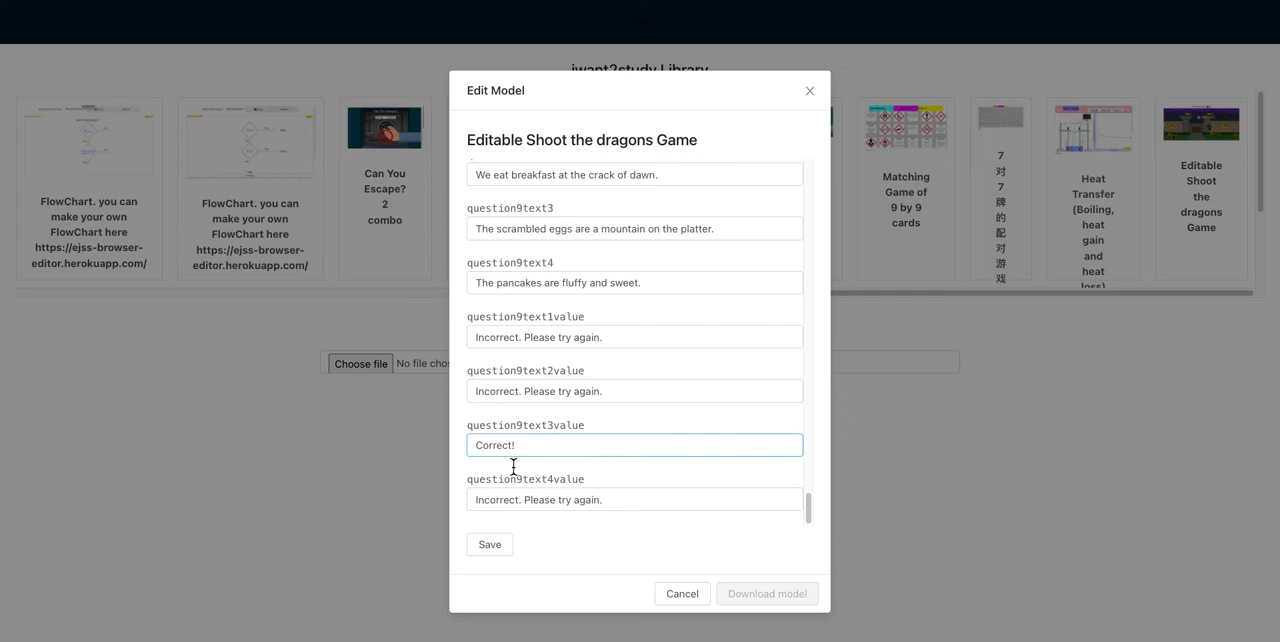 iwant2study Library
Edit Model
Editable Shoot the dragons Game
We eat breakfast at the crack of dawn.
question9text3
The scrambled eggs are a mountain on the platter.
question9text4
The pancakes are fluffy and sweet.
question9text1value
Incorrect. Please try again.
question9text2value
Incorrect. Please try again.
question9text3value
Correct!
question9text4value
Incorrect. Please try again.
Save
Cancel
Download model
FlowChart. you can
make your own
FlowChart here
https://ejss-browser-
editor.herokuapp.com/
FlowChart. you can
make your own
FlowChart here
https://ejss-browser-
editor.herokuapp.com/
Can You
Escape?
2
combo
Matching
Game of
9 by 9
cards
7
对
7
牌
的
配
对
游
戏
Heat
Transfer
(Boiling,
heat
gain
and
heat
loss)
Editable
Shoot
the
dragons
Game
Choose file
No file chos